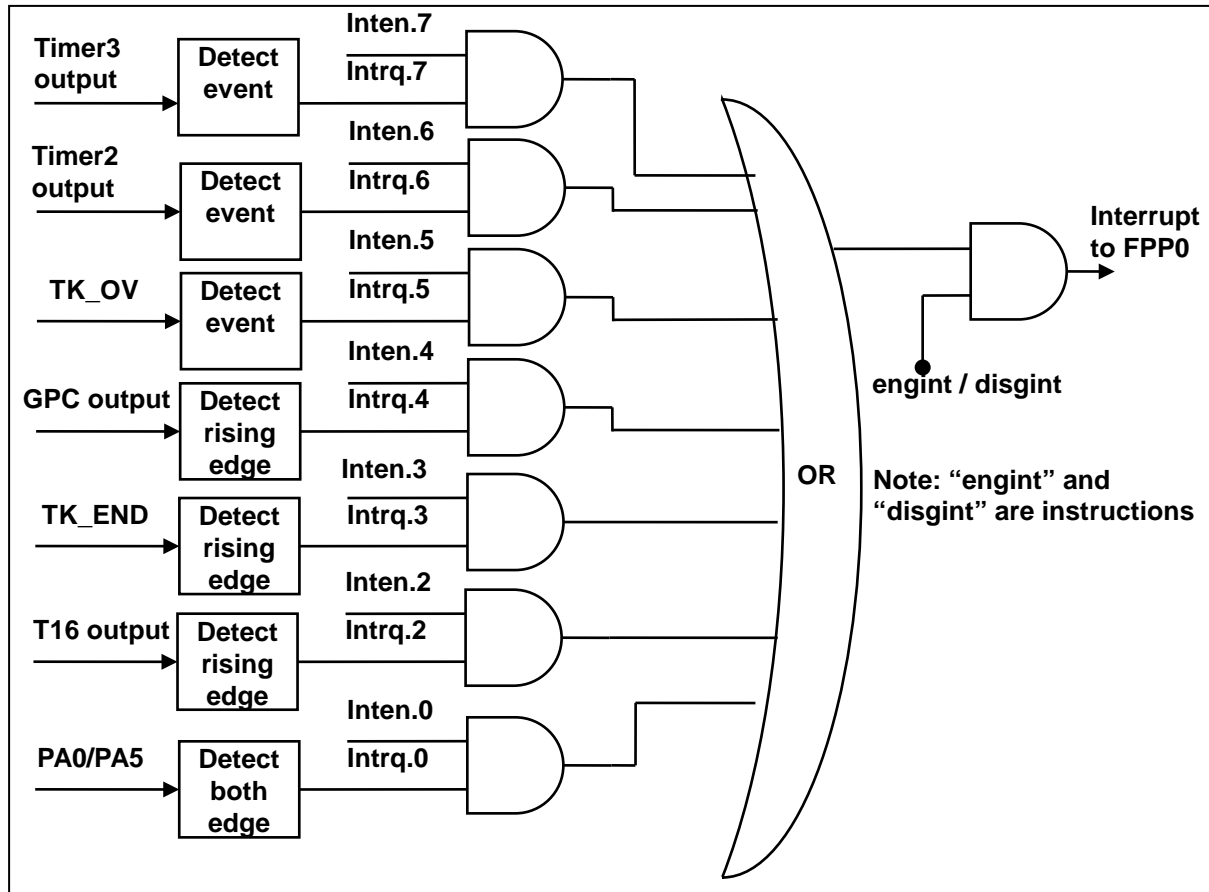 Timer3
output
Detect
event
Inten.7
Intrq.7
Timer2
output
Detect
event
Inten.6
Intrq.6
TK_OV
Detect
event
Inten.5
Intrq.5
GPC output
Detect
rising
edge
Inten.4
Intrq.4
TK_END
Detect
rising
edge
Inten.3
Intrq.3
T16 output
Detect
rising
edge
Inten.2
Intrq.2
PA0/PA5
Detect
both
edge
Inten.0
Intrq.0
OR
Interrupt
to FPP0
engint / disgint
Note: “engint” and
“disgint” are instructions